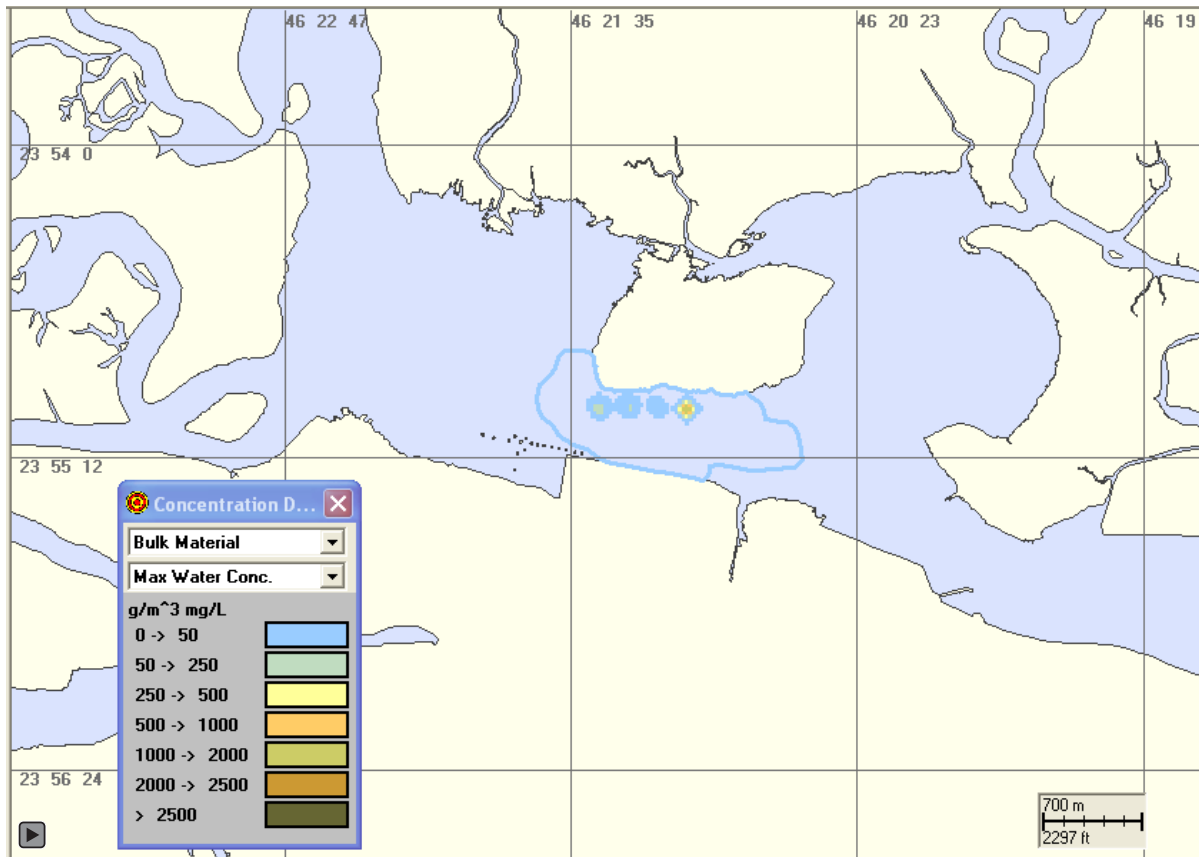 46 22 47
46 21 35
46 20 23
46 19
23 54 0
23 55 12
Concentration D...
Bulk Material
Max Water Conc.
g/m^3 mg/L
0 -> 50
50 -> 250
250 -> 500
500 -> 1000
1000 -> 2000
2000 -> 2500
> 2500
23 56 24
700 m
2297 ft